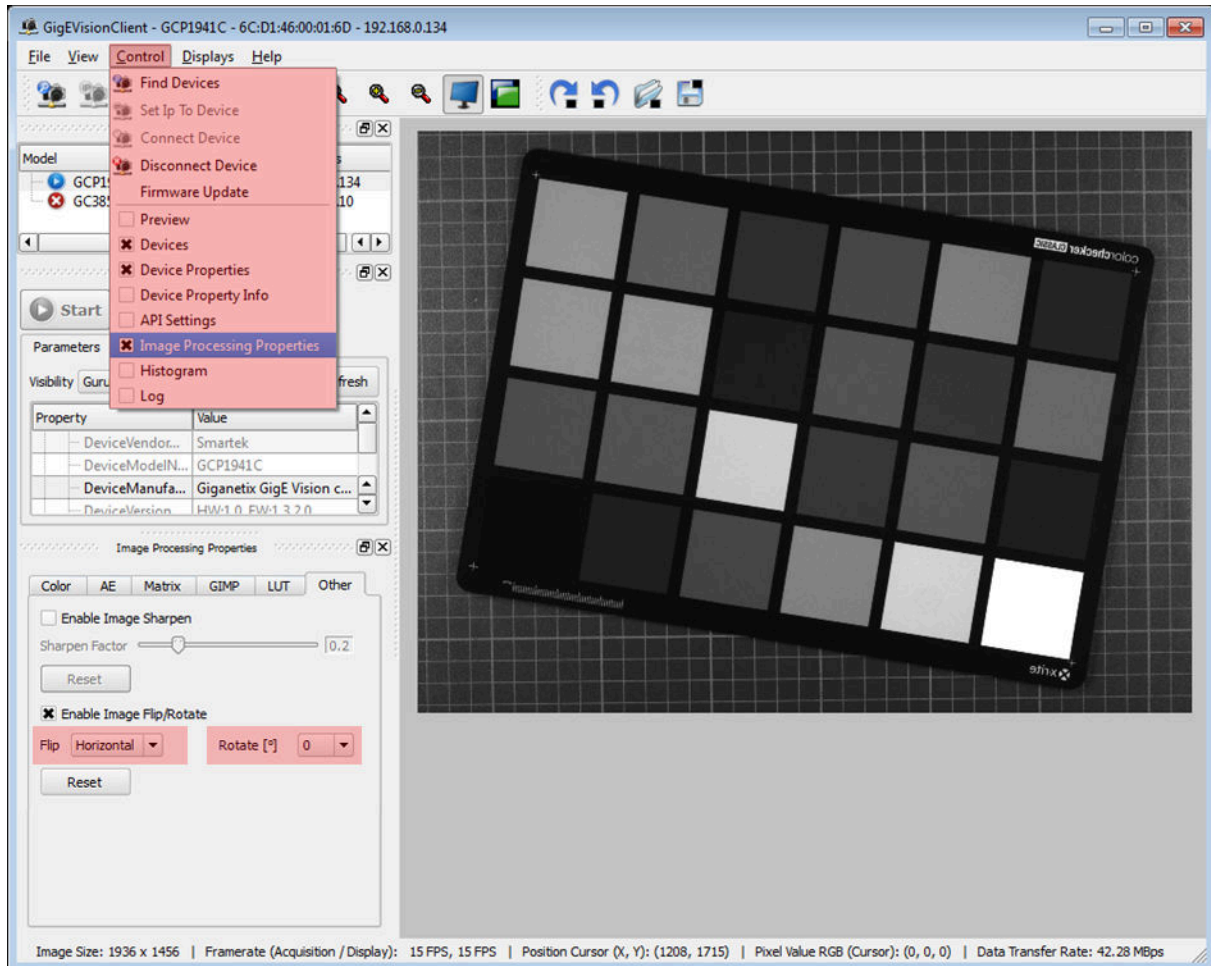 GigEVisionClient - GCP1941C - 6C:D1:46:00:01:6D - 192.168.0.134
File View Control Displays Help
Find Devices
Set Ip To Device
Connect Device
Disconnect Device
Firmware Update
Preview
Devices
Device Properties
Device Property Info
API Settings
Image Processing Properties
Histogram
Log
Model
GCP19
.134
GC385
.10
Start
Parameters
Visibility Guru fresh
Property Value
DeviceVendor... Smartek
DeviceModelN... GCP1941C
DeviceManufa... Giganetix GigE Vision c...
DeviceVersion HW:1.0, FW:1.3.2.0
Image Processing Properties
Color AE Matrix GIMP LUT Other
Enable Image Sharpen
Sharpen Factor 0.2
Reset
Enable Image Flip/Rotate
Flip Horizontal Rotate [°] 0
Reset
colorchecker CLASSIC
x-rite
Image Size: 1936 x 1456 | Framerate (Acquisition / Display): 15 FPS, 15 FPS | Position Cursor (X, Y): (1208, 1715) | Pixel Value RGB (Cursor): (0, 0, 0) | Data Transfer Rate: 42.28 MBps